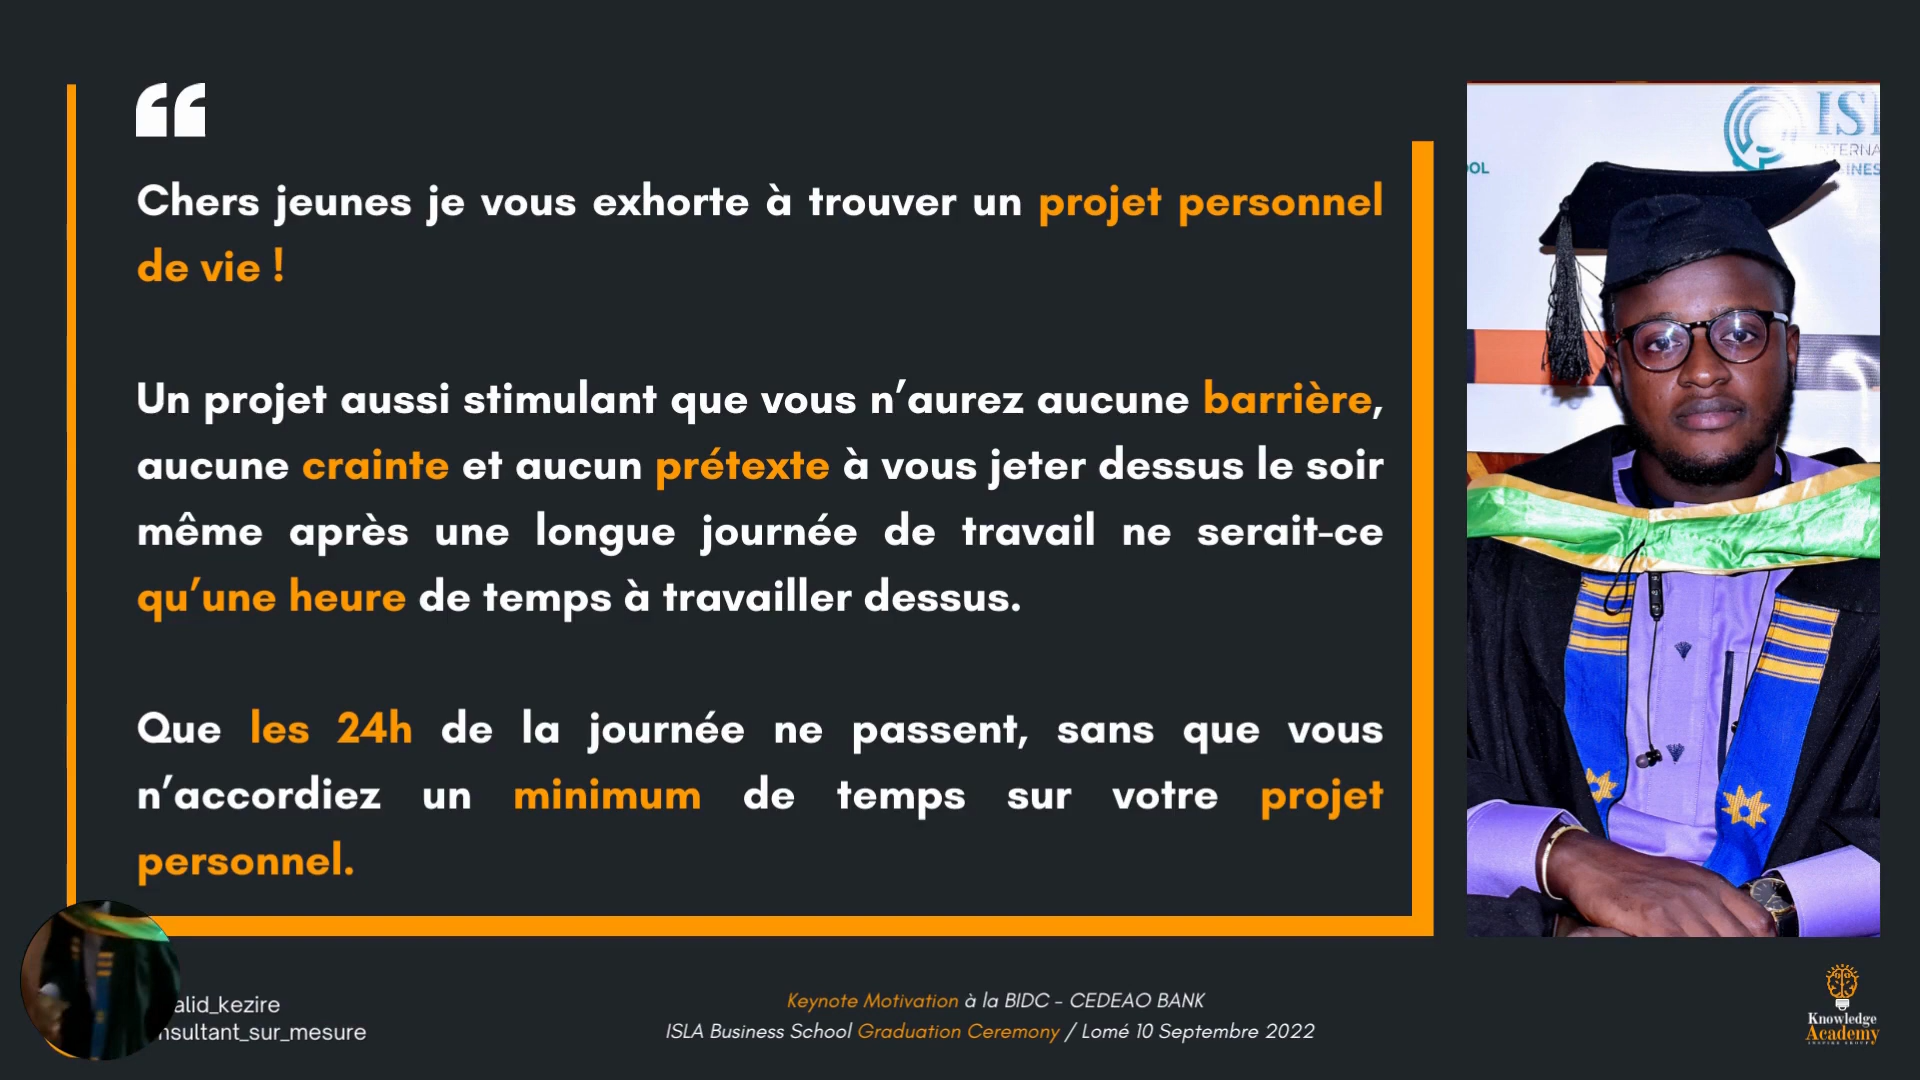 Chers jeunes je vous exhorte à trouver un projet personnel
de vie !
Un projet aussi stimulant que vous n’aurez aucune barrière,
aucune crainte et aucun prétexte à vous jeter dessus le soir
même après une longue journée de travail ne serait-ce
qu’une heure de temps à travailler dessus.
Que les 24h de la journée ne passent, sans que vous
n’accordiez un minimum de temps sur votre projet
personnel.
OL
IS
INTERNA
INES
alid_kezire
nsultant_sur_mesure
Keynote Motivation à la BIDC - CEDEAO BANK
ISLA Business School Graduation Ceremony / Lomé 10 Septembre 2022
Knowledge
Academy